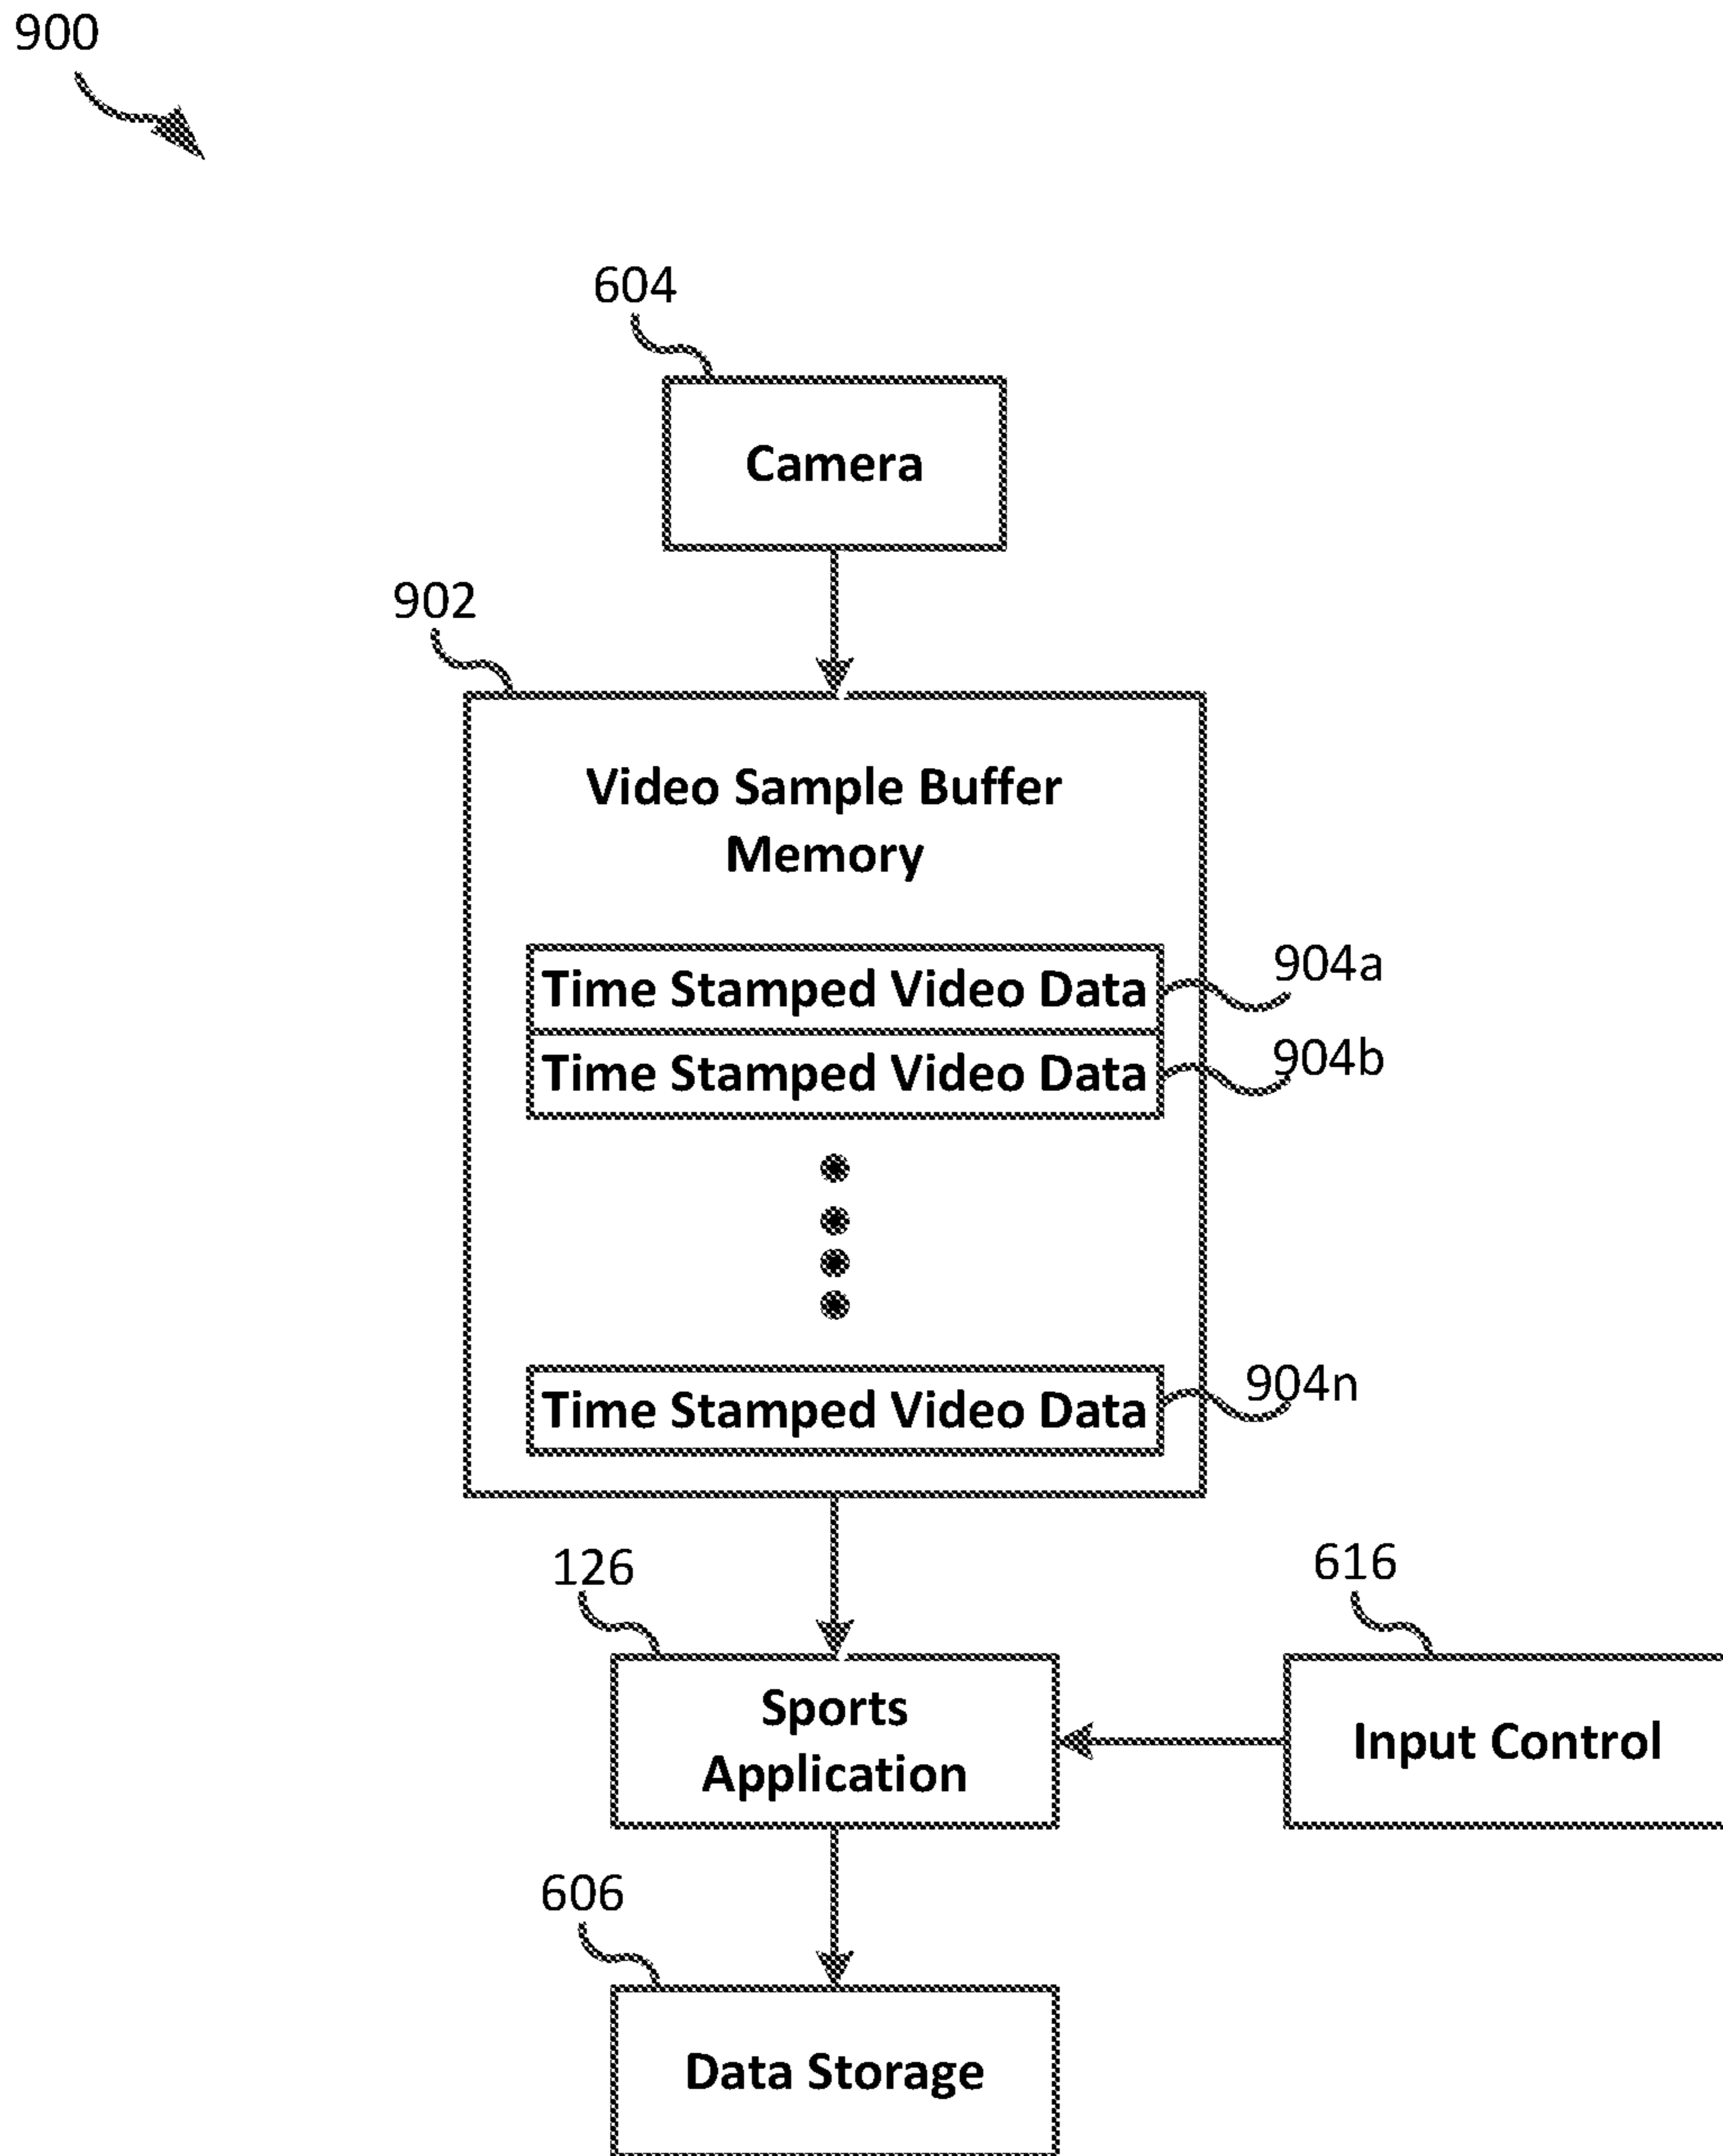 900
604
Camera
902
Video Sample Buffer
Memory
Time Stamped Video Data
904a
Time Stamped Video Data
904b
Time Stamped Video Data
904n
126
616
Sports
Application
Input Control
606
Data Storage